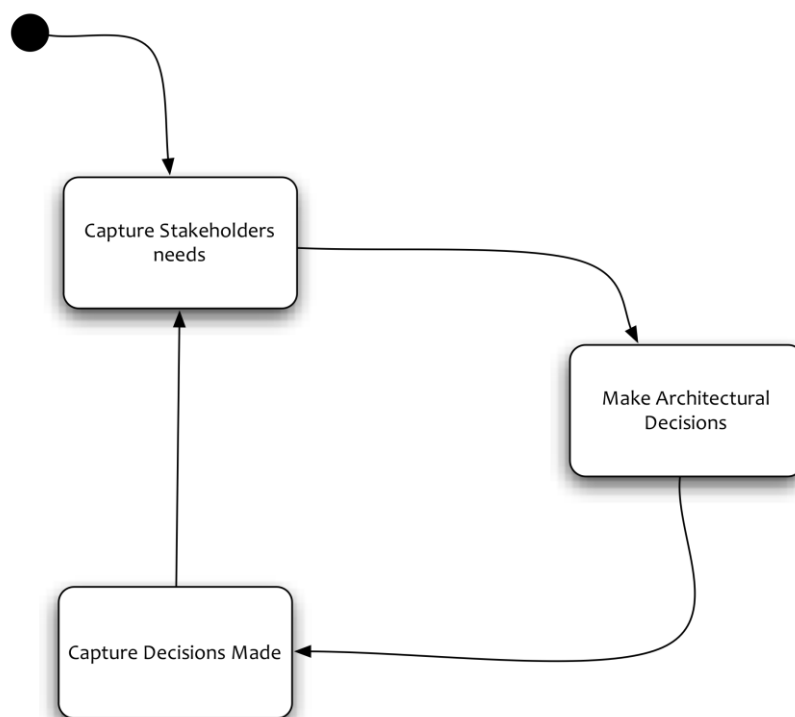 Capture Stakeholders
needs
Make Architectural
Decisions
Capture Decisions Made